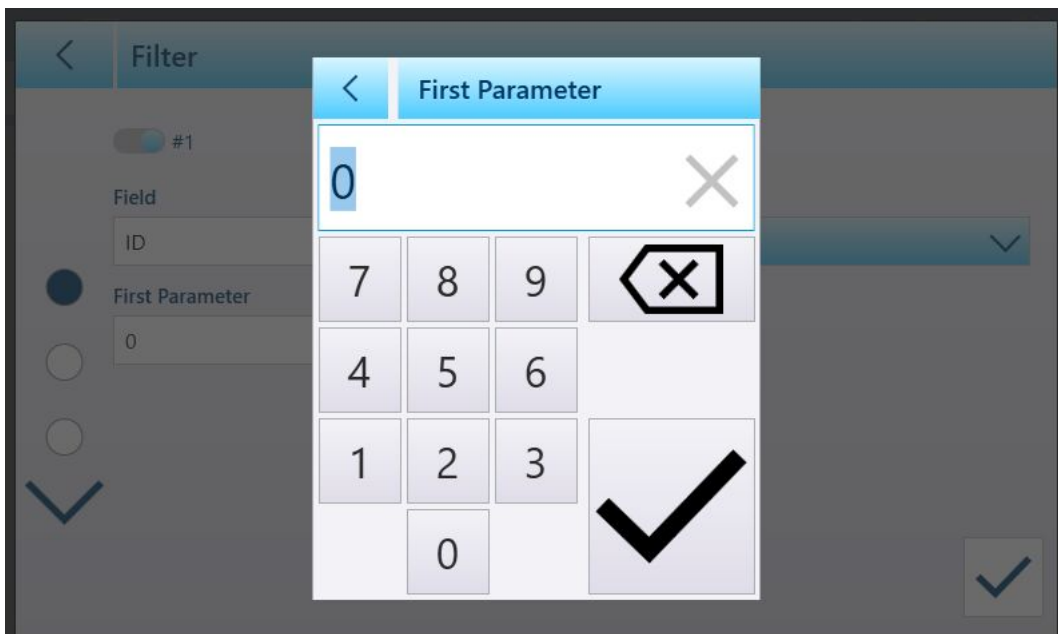 Filter
#1
Field
ID
First Parameter
0
First Parameter
0
7 8 9
4 5 6
1 2 3
0